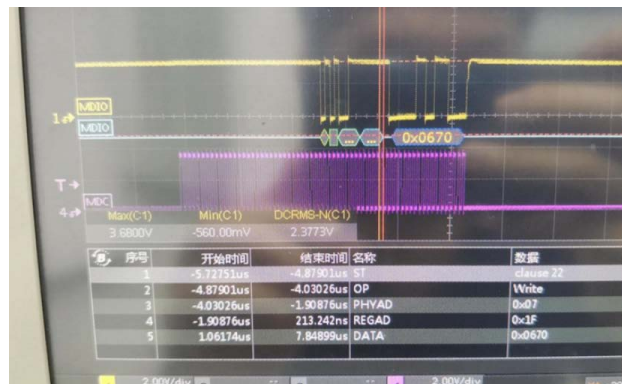 MDIO
1
MDIO
... ... 0x0670
T
MDC
4
Max(C1) Min(C1) DCRMS-N(C1)
3.6800V -560.00mV 2.3773V
序号 开始时间 结束时间 名称 数据
1 -5.72751us -4.87901us ST clause 22
2 -4.87901us -4.03026us OP Write
3 -4.03026us -1.90876us PHYAD 0x07
4 -1.90876us 213.242ns REGAD 0x1F
5 1.06174us 7.84899us DATA 0x0670
2.00V/div 2.00V/div